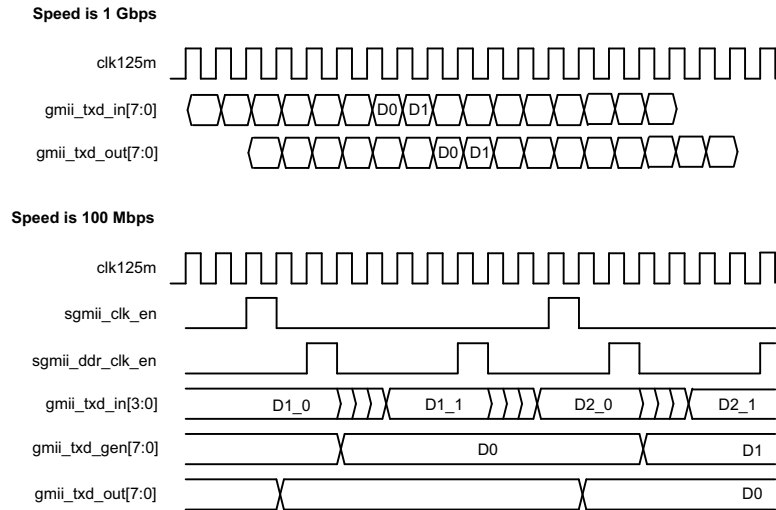 Speed is 1 Gbps
clk125m
gmii_txd_in[7:0] D0 D1
gmii_txd_out[7:0] D0 D1
Speed is 100 Mbps
clk125m
sgmii_clk_en
sgmii_ddr_clk_en
gmii_txd_in[3:0] D1_0 D1_1 D2_0 D2_1
gmii_txd_gen[7:0] D0 D1
gmii_txd_out[7:0] D0